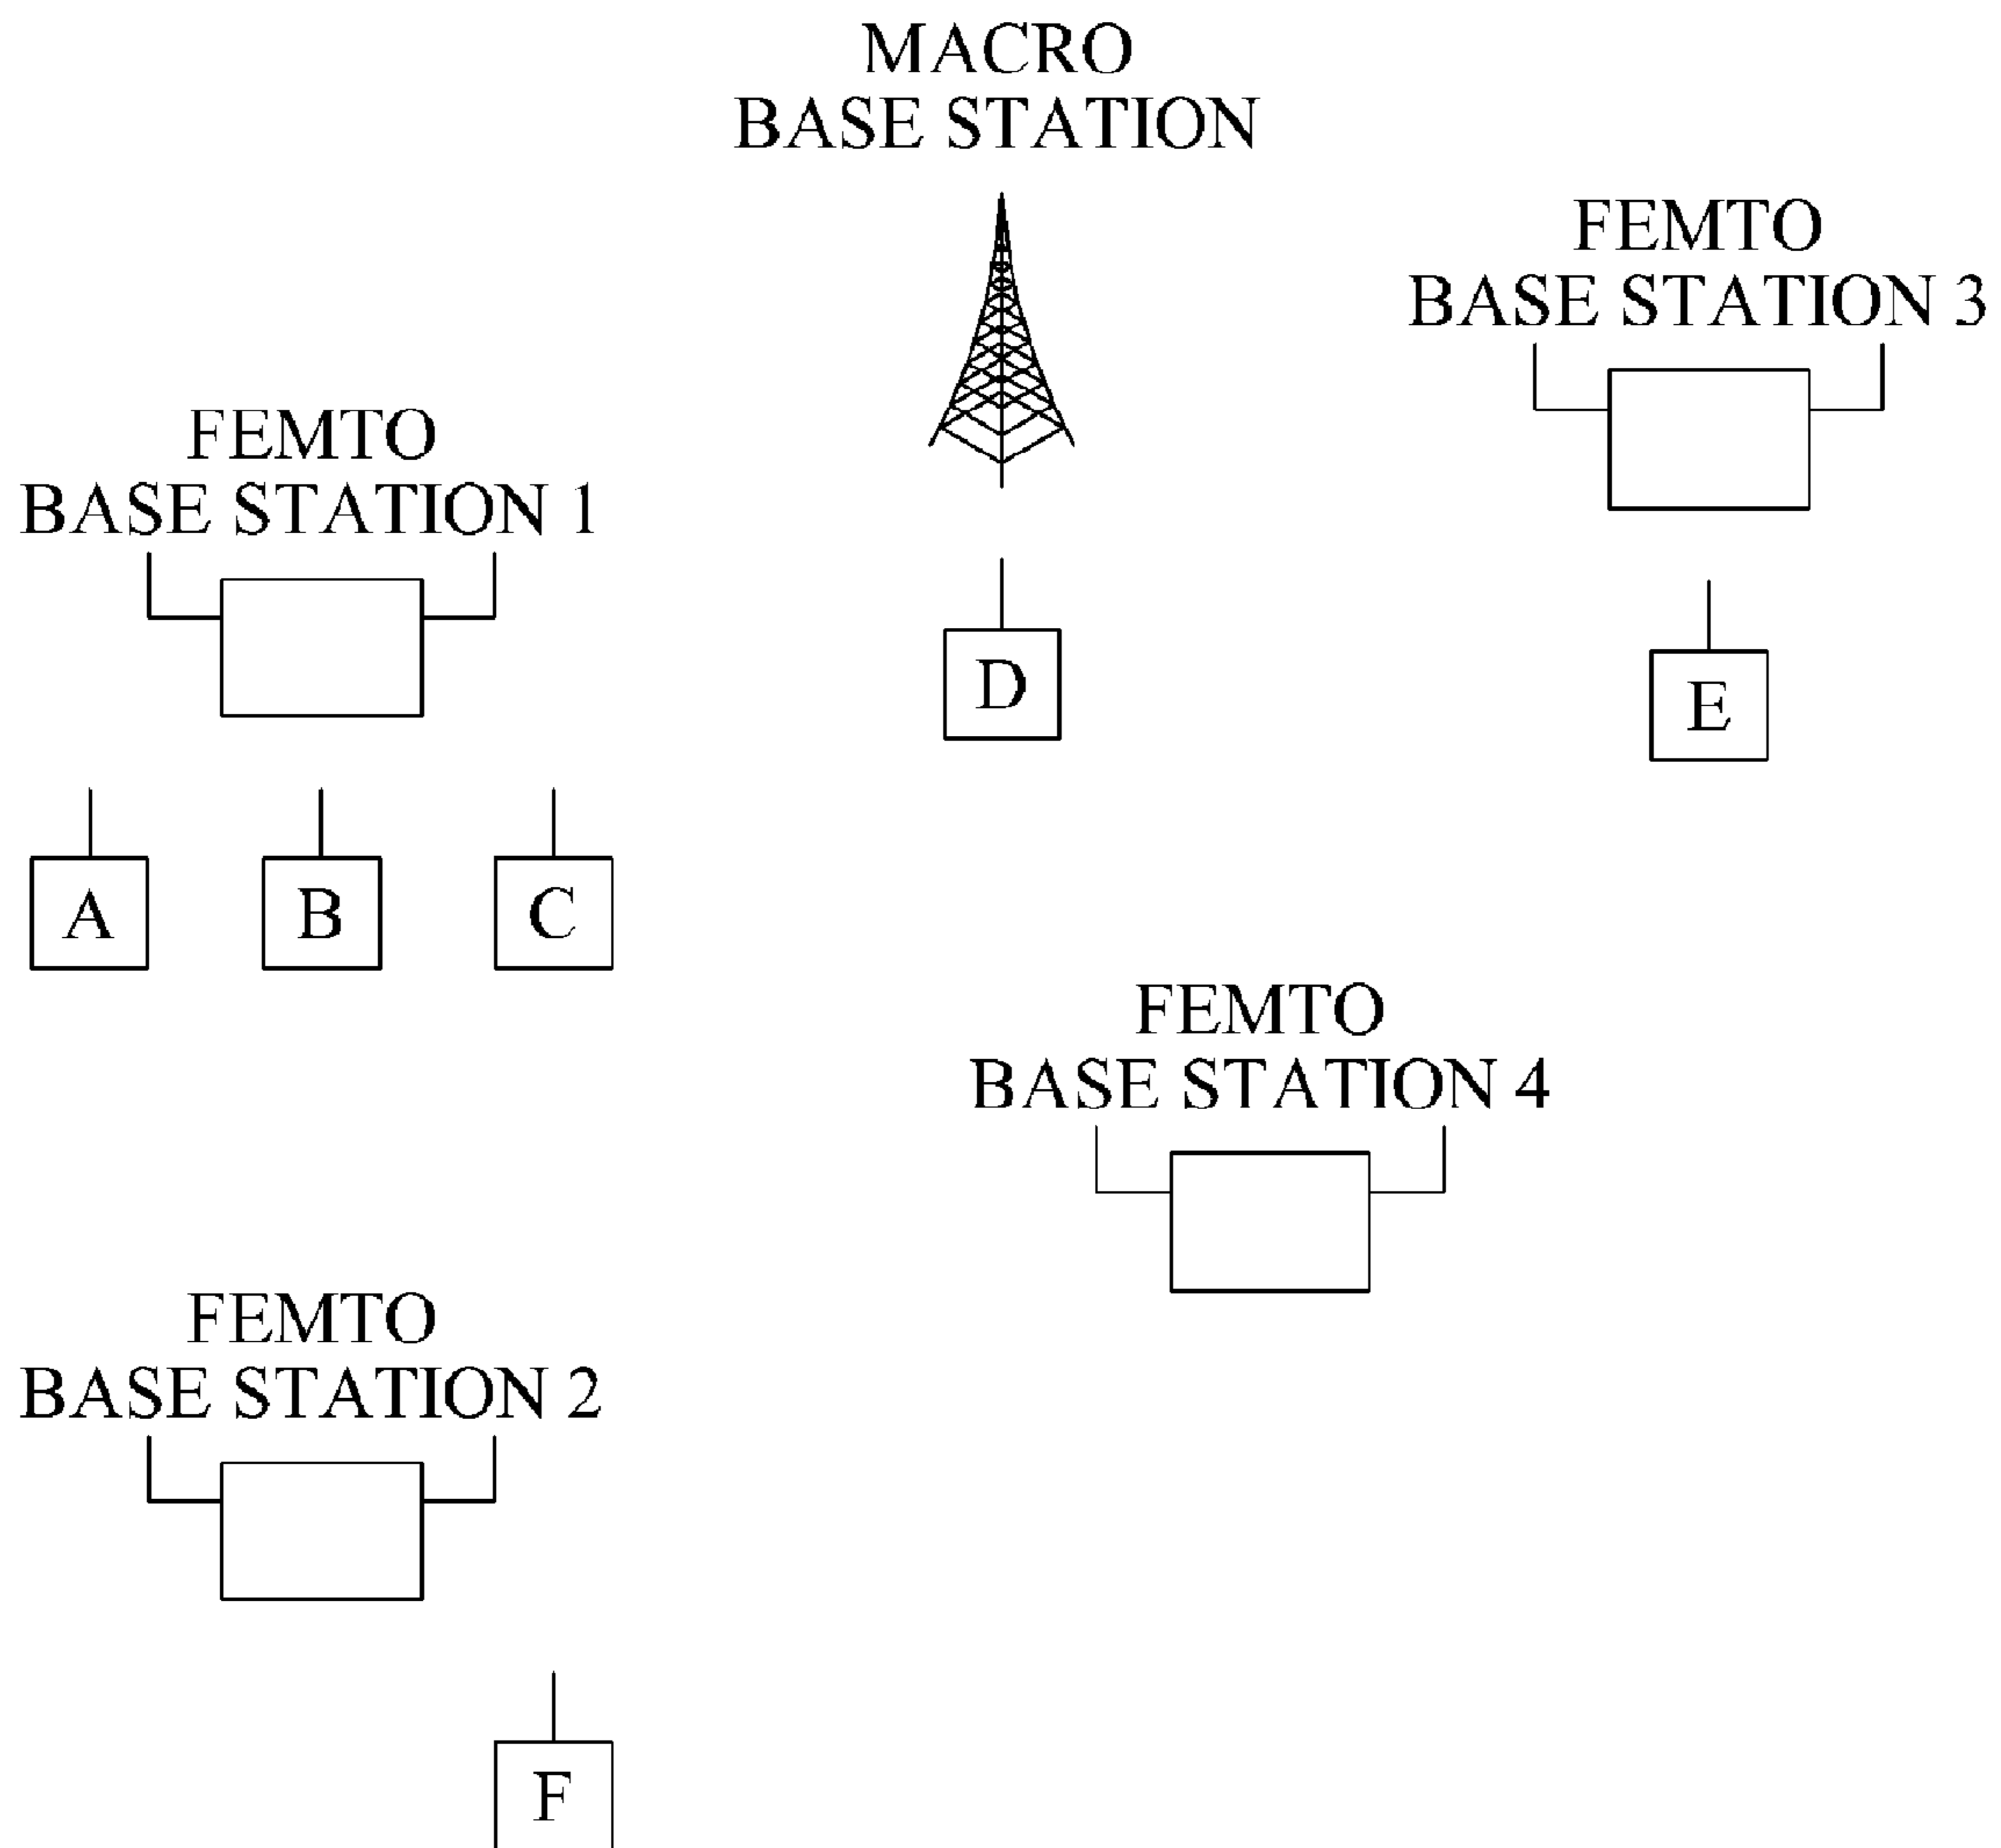 MACRO
BASE STATION
FEMTO
BASE STATION 3
FEMTO
BASE STATION 1
D
E
A
B
C
FEMTO
BASE STATION 4
FEMTO
BASE STATION 2
F